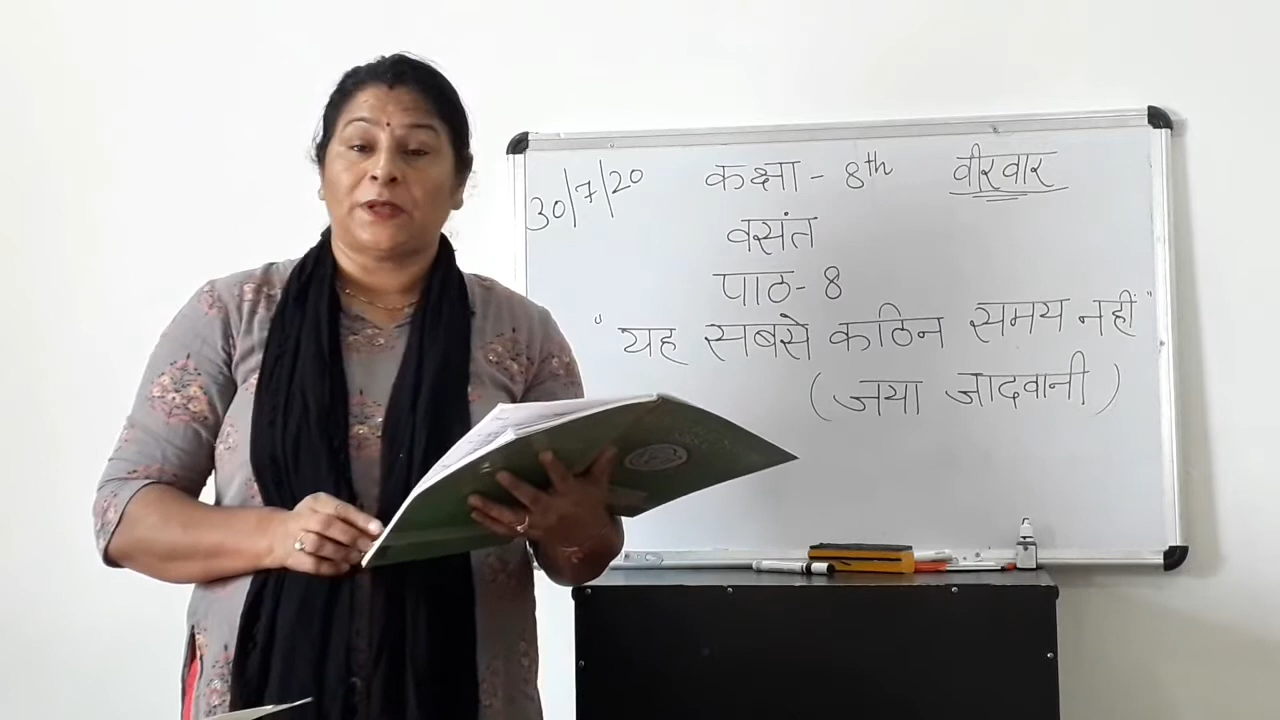 30/7/20 कक्षा - 8th वीरवार
वसंत
पाठ - 8
"यह सबसे कठिन समय नहीं"
(जया जादवानी)